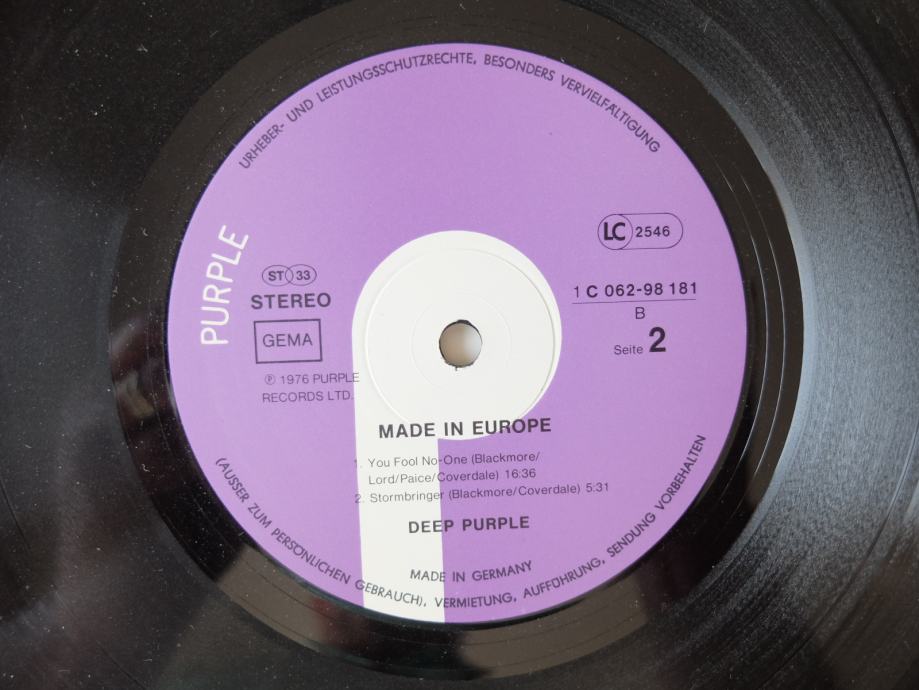 URHEBER- UND LEISTUNGSSCHUTZRECHTE, BESONDERS VERVIELFÄLTIGUNG
PURPLE
LC 2546
ST 33
STEREO
GEMA
1 C 062-98 181
B
Seite 2
℗ 1976 PURPLE
RECORDS LTD.
MADE IN EUROPE
1. You Fool No-One (Blackmore/
Lord/Paice/Coverdale) 16:36
2. Stormbringer (Blackmore/Coverdale) 5:31
DEEP PURPLE
MADE IN GERMANY
(AUSSER ZUM PERSÖNLICHEN GEBRAUCH), VERMIETUNG, AUFFÜHRUNG, SENDUNG VORBEHALTEN